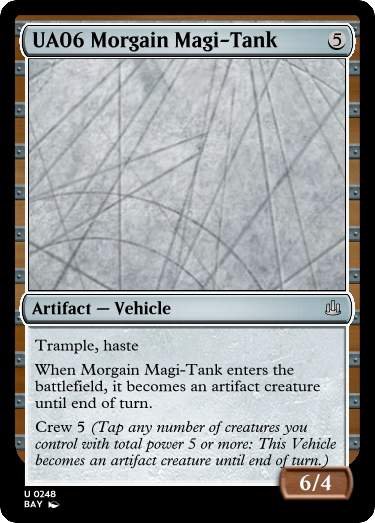 UA06 Morgain Magi-Tank 5
Artifact — Vehicle
Trample, haste
When Morgain Magi-Tank enters the
battlefield, it becomes an artifact creature
until end of turn.
Crew 5 (Tap any number of creatures you
control with total power 5 or more: This Vehicle
becomes an artifact creature until end of turn.)
6/4
U 0248
BAY